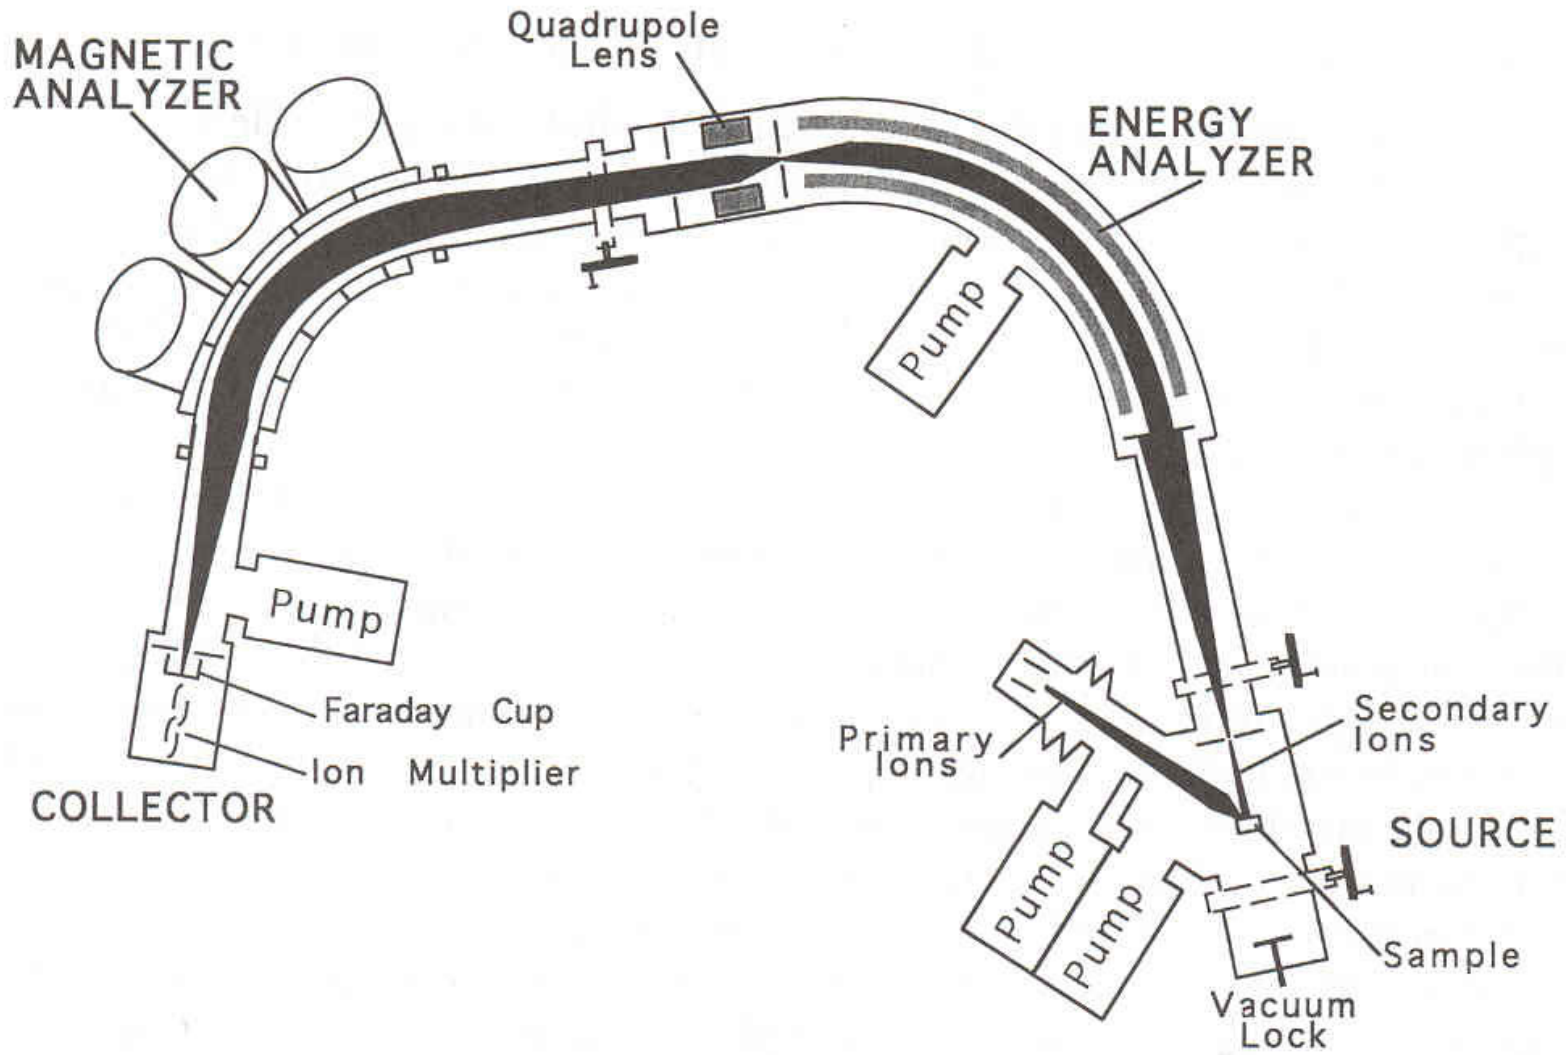 Quadrupole
Lens
MAGNETIC
ANALYZER
ENERGY
ANALYZER
Pump
Pump
Faraday Cup
Ion Multiplier
COLLECTOR
Primary
Ions
Secondary
Ions
SOURCE
Pump
Pump
Sample
Vacuum
Lock